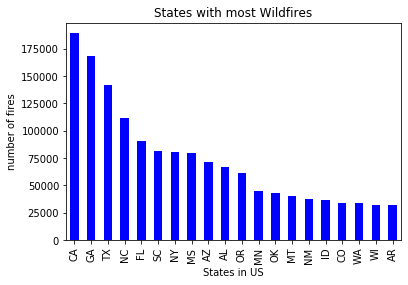 States with most Wildfires
175000
150000
125000
100000
75000
50000
25000
0
number of fires
CA GA TX NC FL SC NY MS AZ AL OR MN OK MT NM ID CO WA WI AR
States in US